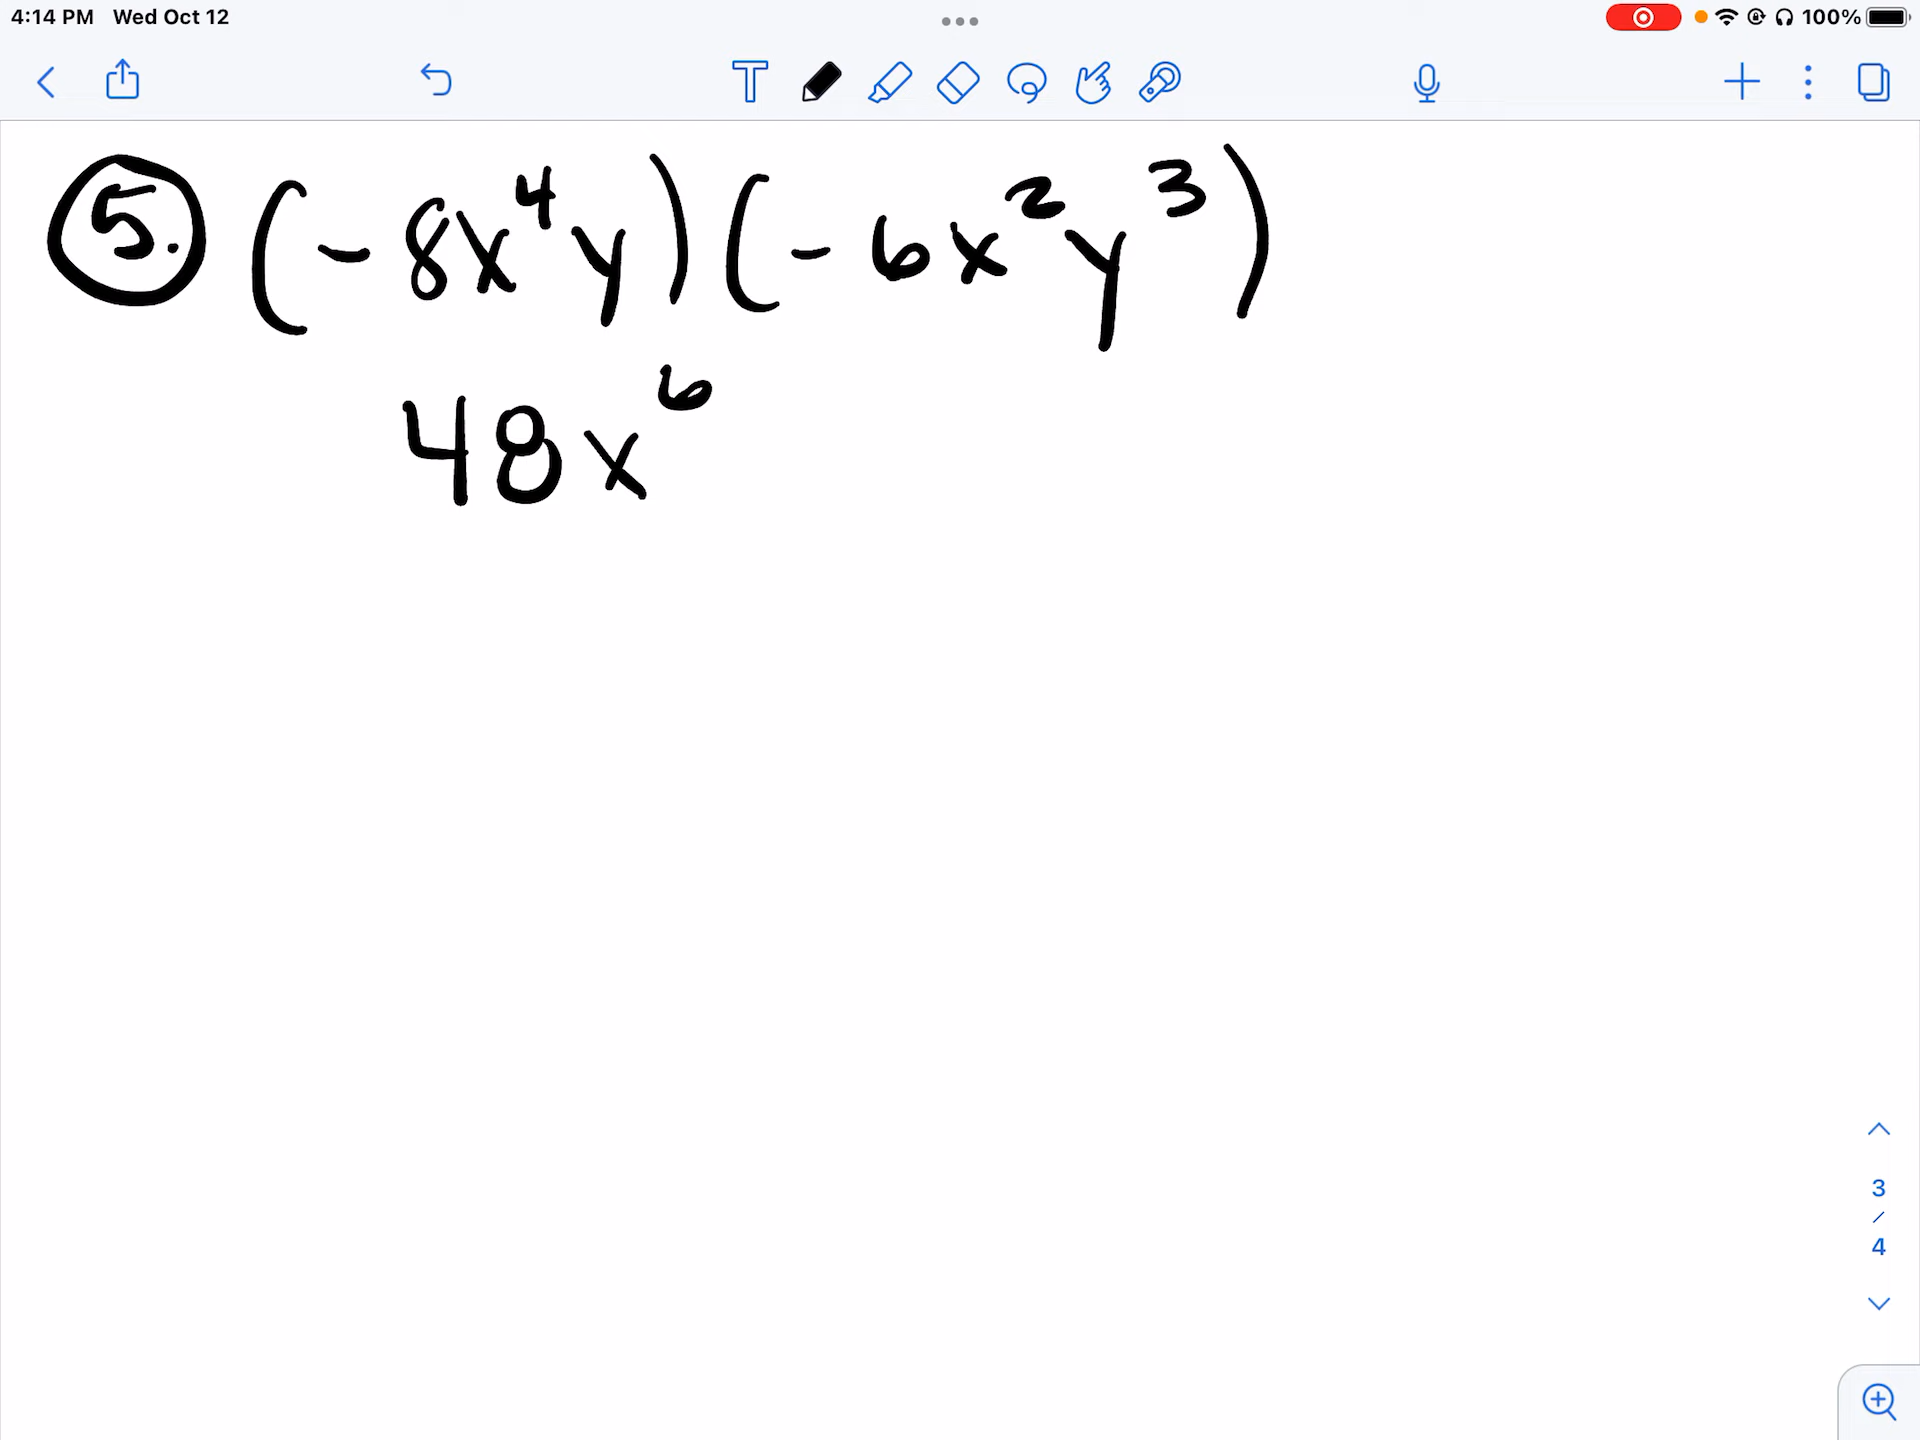 4:14 PM Wed Oct 12
100%
T
5. (-8x⁴y)(-6x²y³)
48x⁶
3
/
4